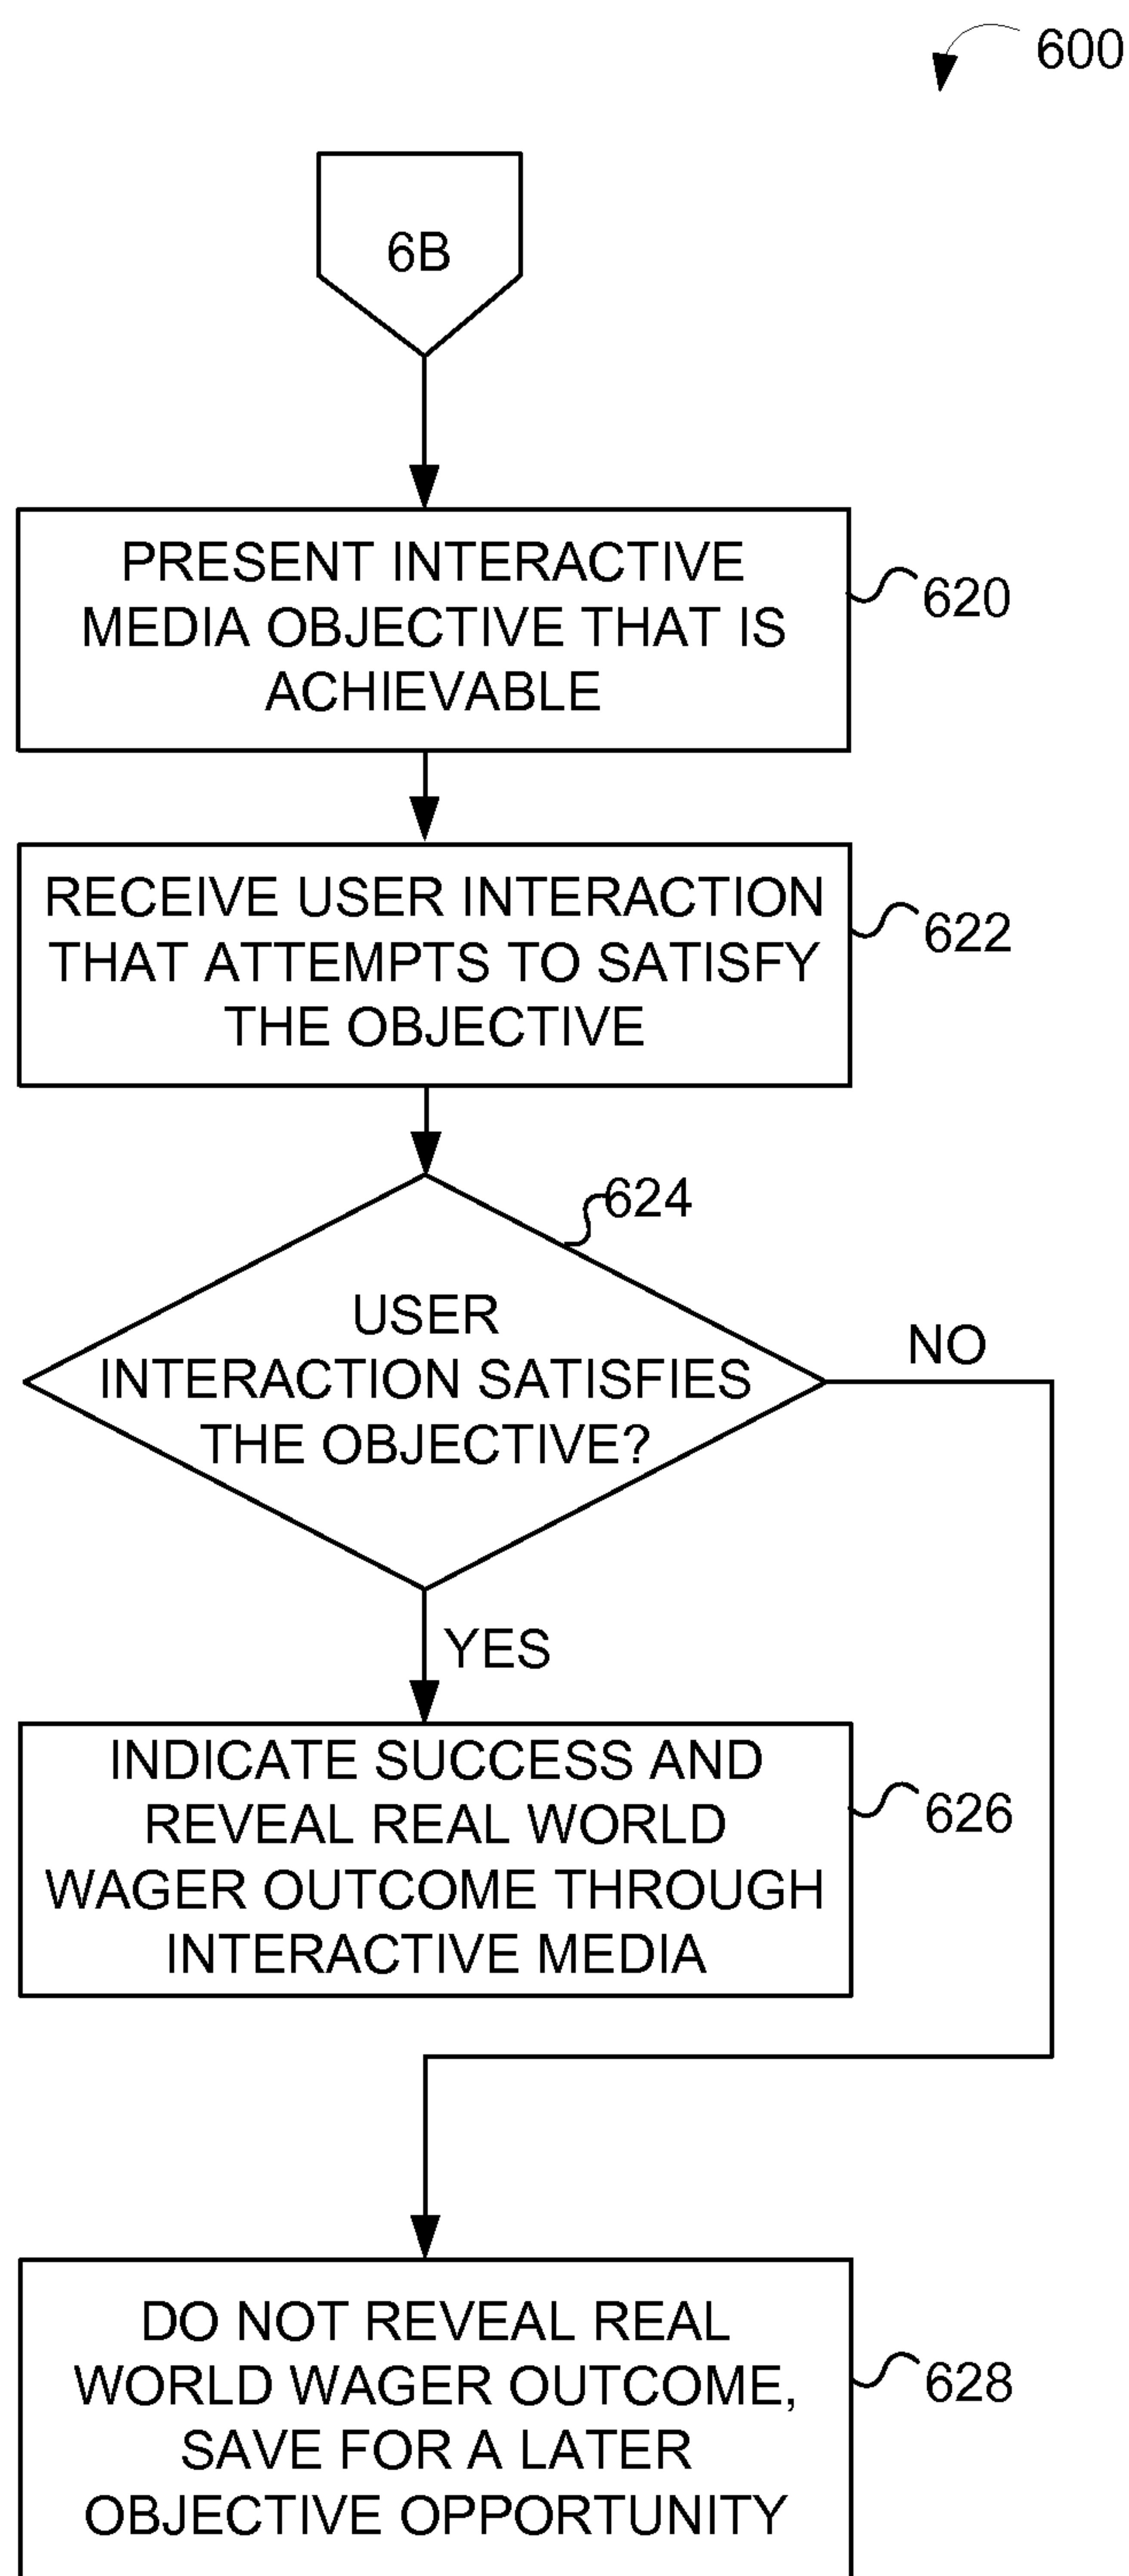 600
6B
PRESENT INTERACTIVE
MEDIA OBJECTIVE THAT IS
ACHIEVABLE
620
RECEIVE USER INTERACTION
THAT ATTEMPTS TO SATISFY
THE OBJECTIVE
622
624
USER
INTERACTION SATISFIES
THE OBJECTIVE?
NO
YES
INDICATE SUCCESS AND
REVEAL REAL WORLD
WAGER OUTCOME THROUGH
INTERACTIVE MEDIA
626
DO NOT REVEAL REAL
WORLD WAGER OUTCOME,
SAVE FOR A LATER
OBJECTIVE OPPORTUNITY
628